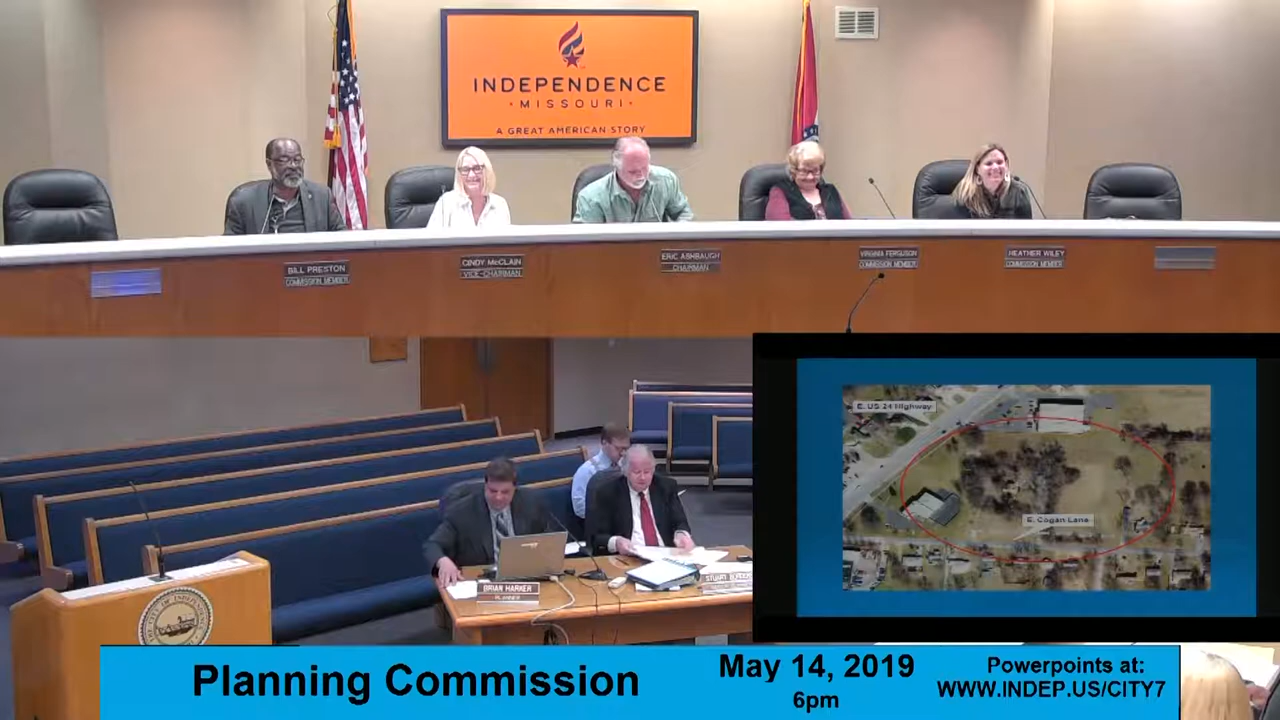 INDEPENDENCE
• MISSOURI •
A GREAT AMERICAN STORY
BILL PRESTON
COMMISSION MEMBER
CINDY McCLAIN
VICE-CHAIRMAN
ERIC ASHBAUGH
CHAIRMAN
VIRGINIA FERGUSON
COMMISSION MEMBER
HEATHER WILEY
COMMISSION MEMBER
E. US 24 Highway
E. Cogan Lane
BRIAN HARKER
PLANNER
STUART
Planning Commission
May 14, 2019
6pm
Powerpoints at:
WWW.INDEP.US/CITY7